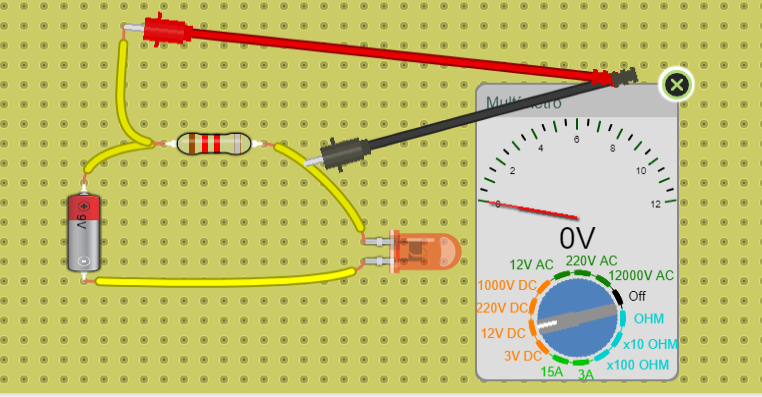 Multímetro
0
2
4
6
8
10
12
0V
12V AC
220V AC
12000V AC
1000V DC
Off
220V DC
OHM
12V DC
x10 OHM
3V DC
x100 OHM
15A
3A
9V